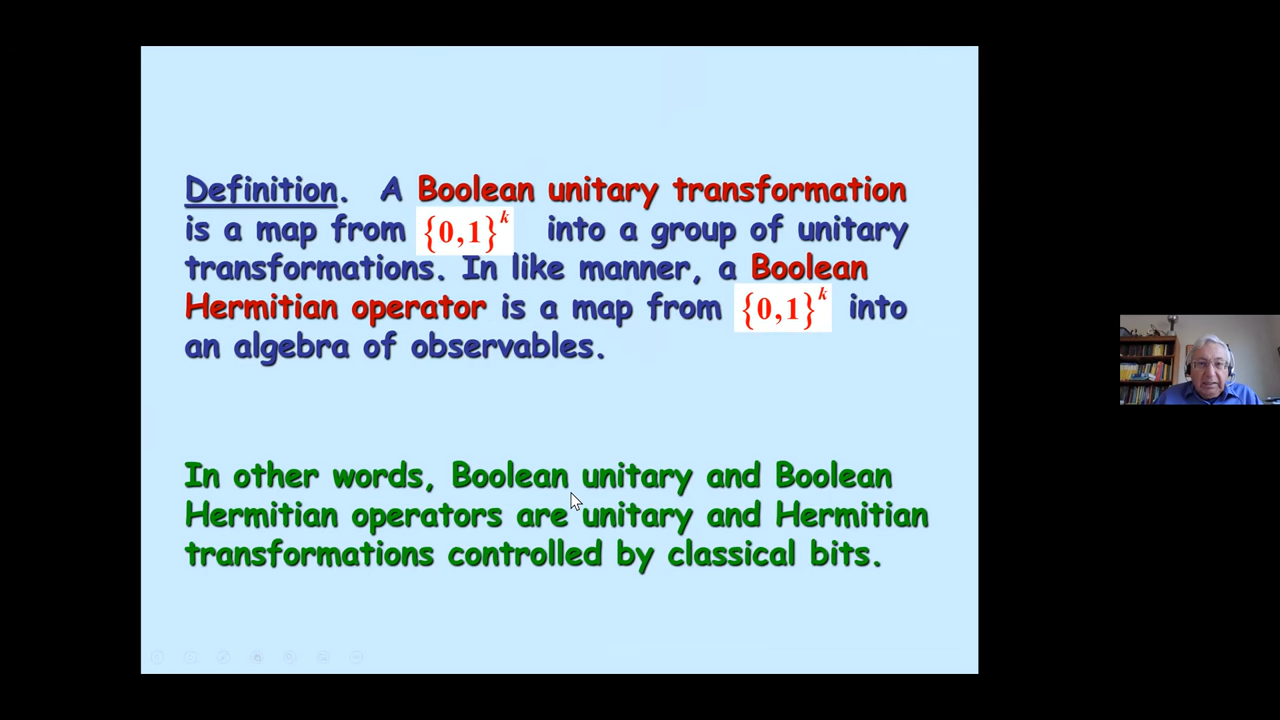 Definition. A Boolean unitary transformation
is a map from {0,1}^k into a group of unitary
transformations. In like manner, a Boolean
Hermitian operator is a map from {0,1}^k into
an algebra of observables.
In other words, Boolean unitary and Boolean
Hermitian operators are unitary and Hermitian
transformations controlled by classical bits.